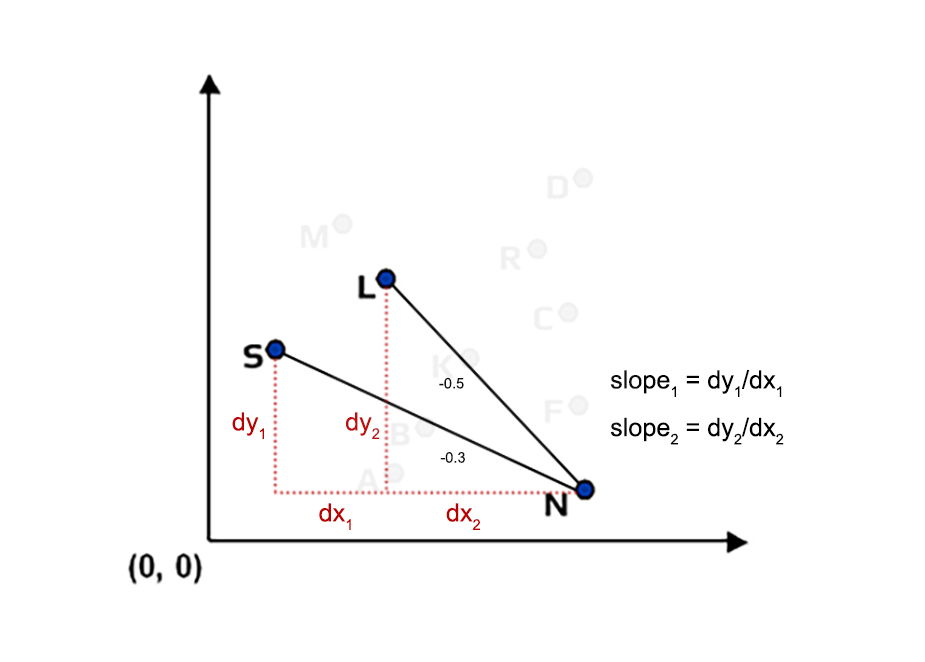 D
M
R
L
C
S
K
-0.5
slope₁ = dy₁/dx₁
F
dy₁
dy₂
B
slope₂ = dy₂/dx₂
-0.3
A
N
dx₁
dx₂
(0, 0)